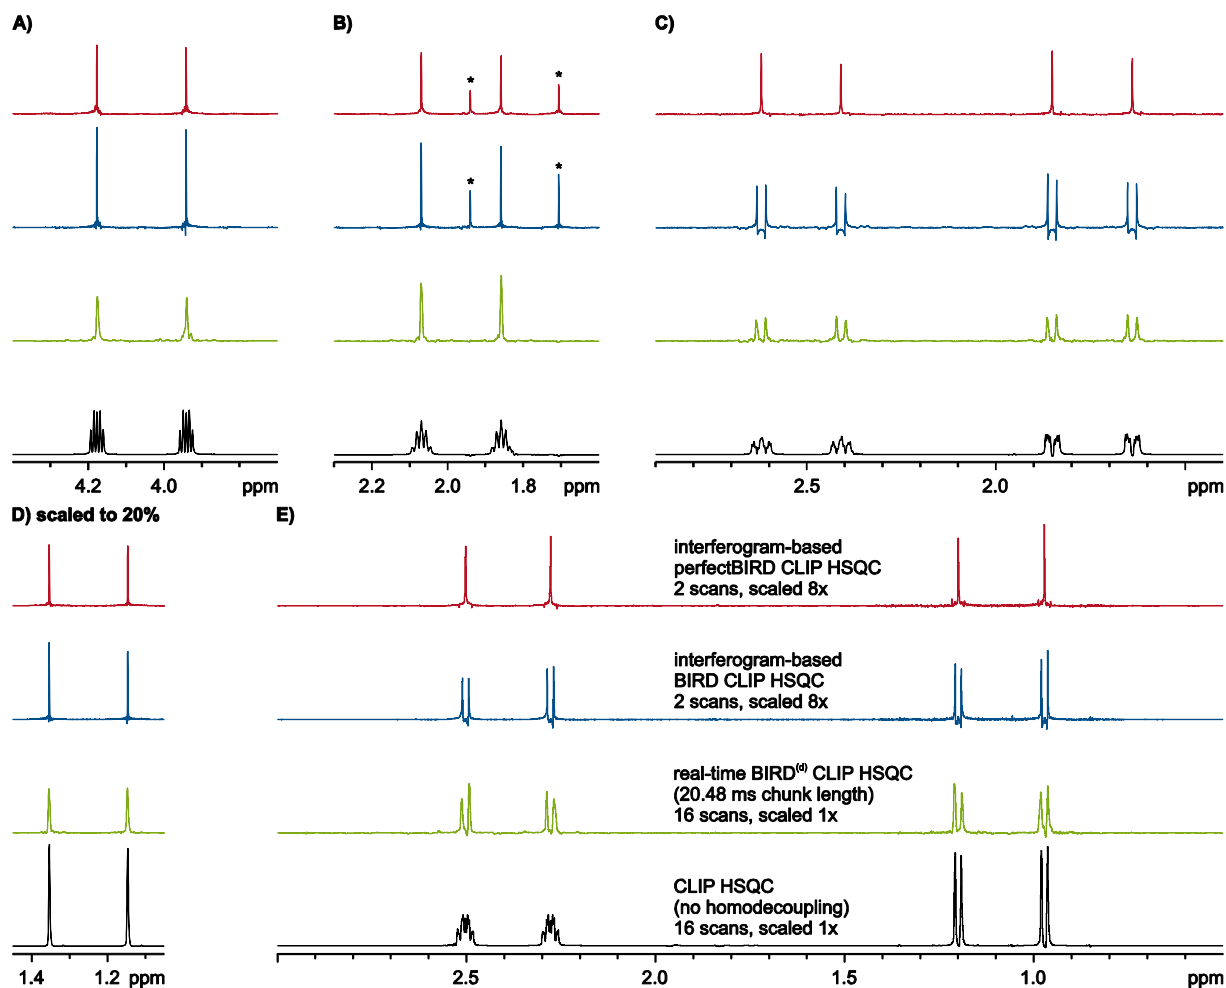 A)
B)
C)
*
*
*
*
4.2 4.0 ppm
2.2 2.0 1.8 ppm
2.5 2.0 ppm
D) scaled to 20%
E)
interferogram-based
perfectBIRD CLIP HSQC
2 scans, scaled 8x
interferogram-based
BIRD CLIP HSQC
2 scans, scaled 8x
real-time BIRD(d) CLIP HSQC
(20.48 ms chunk length)
16 scans, scaled 1x
CLIP HSQC
(no homodecoupling)
16 scans, scaled 1x
1.4 1.2 ppm
2.5 2.0 1.5 1.0 ppm